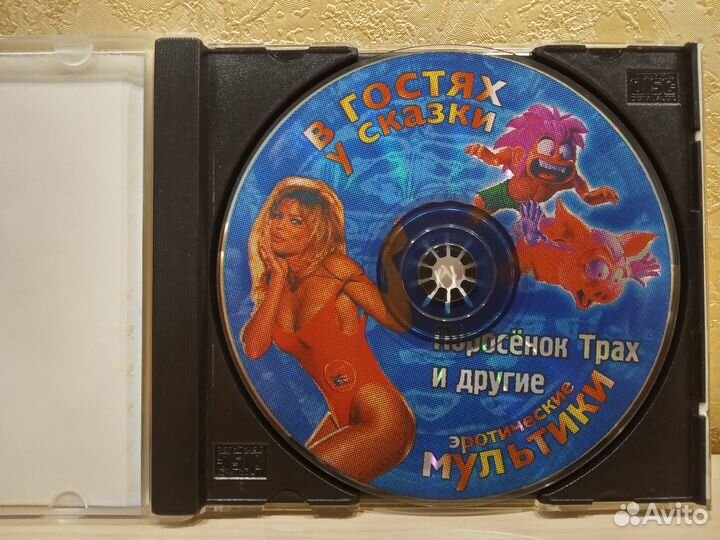 В ГОСТЯХ
У СКАЗКИ
Поросёнок Трах
и другие
эротические
МУЛЬТИКИ
Avito